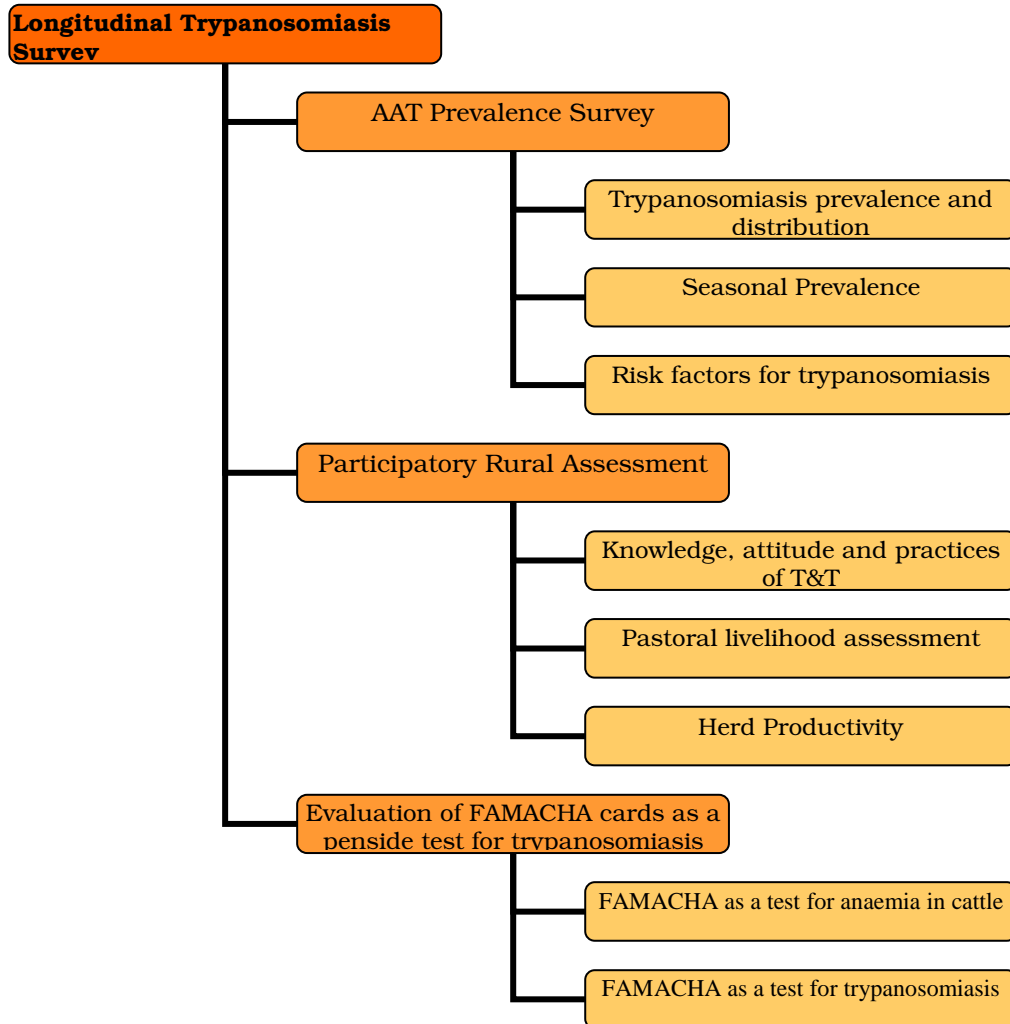 Longitudinal Trypanosomiasis
Survey
AAT Prevalence Survey
Trypanosomiasis prevalence and
distribution
Seasonal Prevalence
Risk factors for trypanosomiasis
Participatory Rural Assessment
Knowledge, attitude and practices
of T&T
Pastoral livelihood assessment
Herd Productivity
Evaluation of FAMACHA cards as a
penside test for trypanosomiasis
FAMACHA as a test for anaemia in cattle
FAMACHA as a test for trypanosomiasis